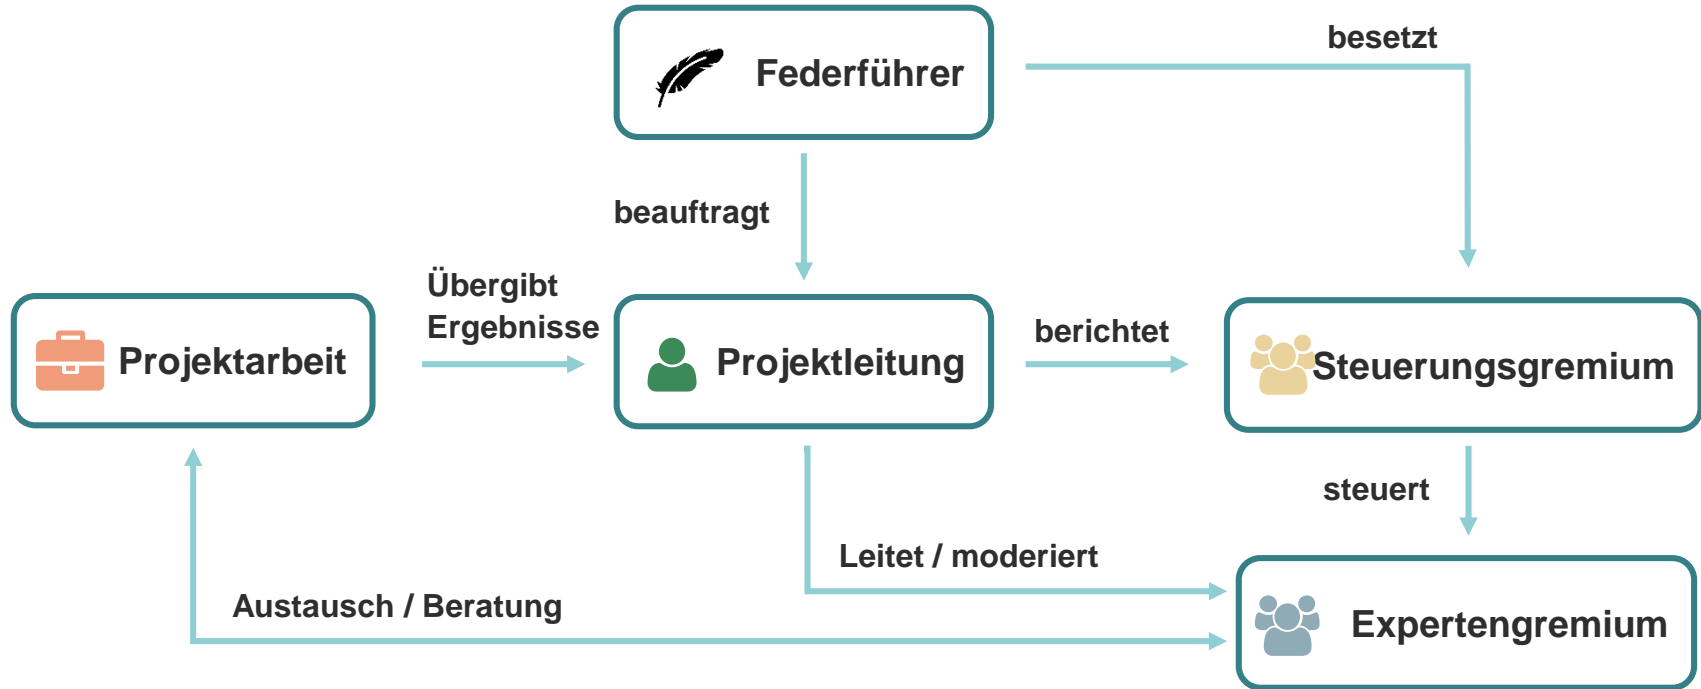 besetzt
Federführer
beauftragt
Übergibt
Ergebnisse
berichtet
Projektarbeit
Projektleitung
Steuerungsgremium
steuert
Leitet / moderiert
Austausch / Beratung
Expertengremium